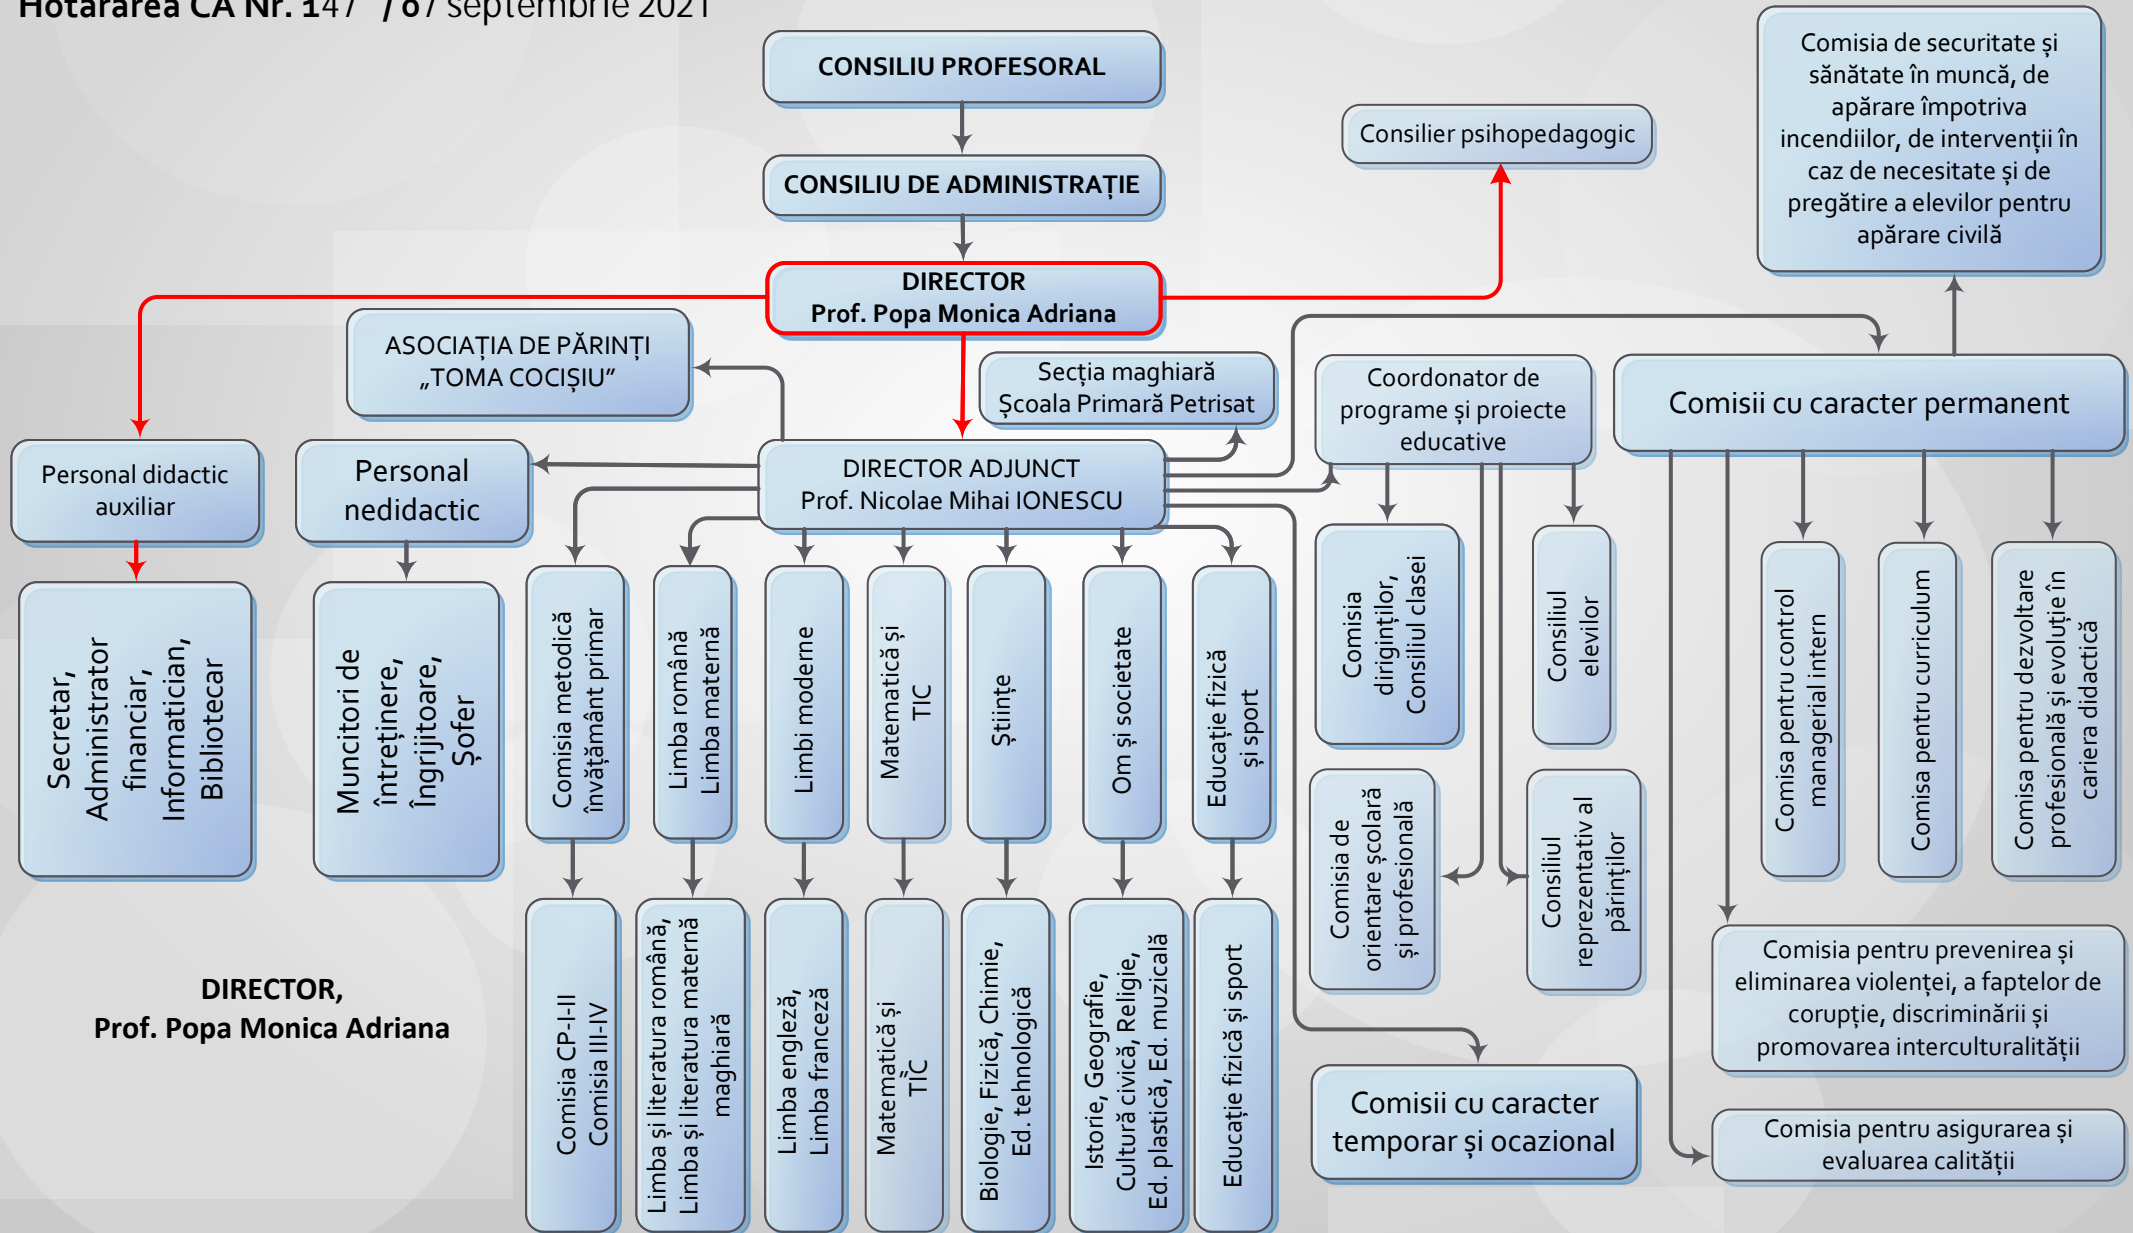 Hotărârea CA Nr. 147 / 07 septembrie 2021
CONSILIU PROFESORAL
CONSILIU DE ADMINISTRAȚIE
DIRECTOR
Prof. Popa Monica Adriana
Consilier psihopedagogic
Comisia de securitate și
sănătate în muncă, de
apărare împotriva
incendiilor, de intervenții în
caz de necesitate și de
pregătire a elevilor pentru
apărare civilă
ASOCIAȚIA DE PĂRINȚI
„TOMA COCIȘIU”
Secția maghiară
Școala Primară Petrisat
Coordonator de
programe și proiecte
educative
Comisii cu caracter permanent
Personal didactic
auxiliar
Personal
nedidactic
DIRECTOR ADJUNCT
Prof. Nicolae Mihai IONESCU
Secretar,
Administrator
financiar,
Informatician,
Bibliotecar
Muncitori de
întreținere,
Îngrijitoare,
Șofer
Comisia metodică
învățământ primar
Limba română
Limba maternă
Limbi moderne
Matematică și
TIC
Științe
Om și societate
Educație fizică
și sport
Comisia
diriginților,
Consiliul clasei
Consiliul
elevilor
Comisa pentru control
managerial intern
Comisa pentru curriculum
Comisa pentru dezvoltare
profesională și evoluție în
cariera didactică
Comisia de
orientare școlară
și profesională
Consiliul
reprezentativ al
părinților
Comisia CP-I-II
Comisia III-IV
Limba și literatura română,
Limba și literatura maternă
maghiară
Limba engleză,
Limba franceză
Matematică și
TIC
Biologie, Fizică, Chimie,
Ed. tehnologică
Istorie, Geografie,
Cultură civică, Religie,
Ed. plastică, Ed. muzicală
Educație fizică și sport
Comisia pentru prevenirea și
eliminarea violenței, a faptelor de
corupție, discriminării și
promovarea interculturalității
DIRECTOR,
Prof. Popa Monica Adriana
Comisii cu caracter
temporar și ocazional
Comisia pentru asigurarea și
evaluarea calității